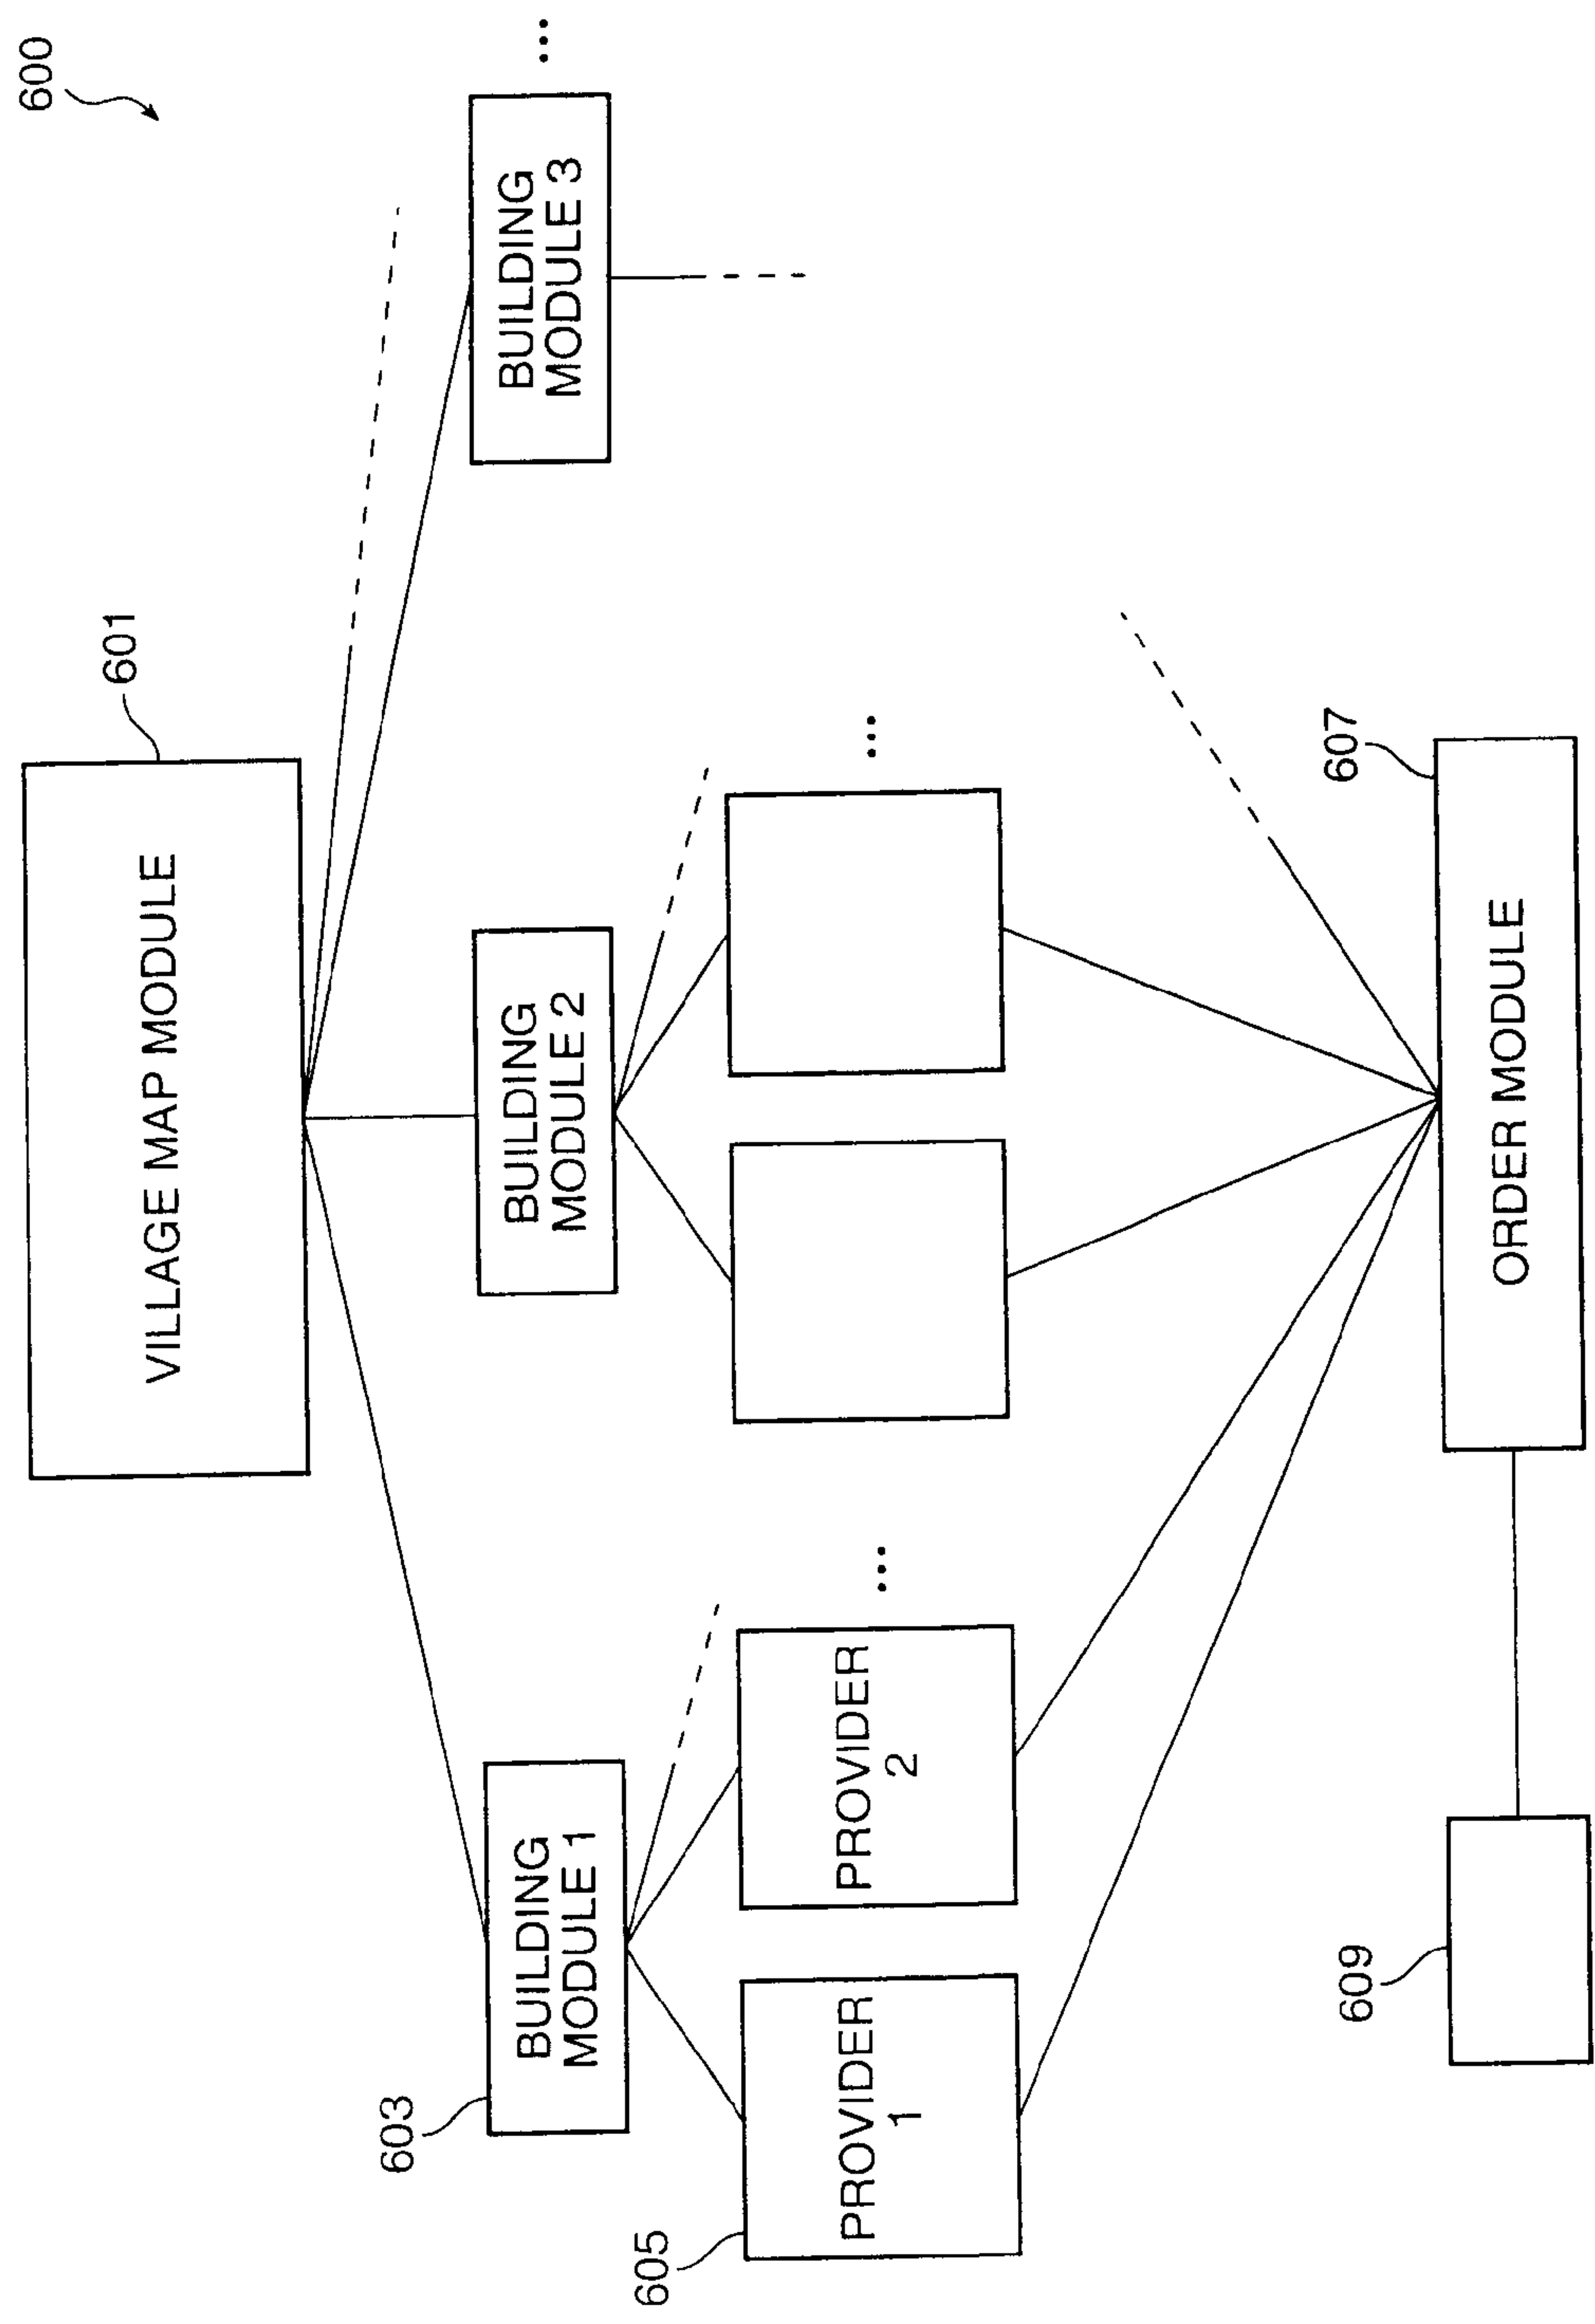 600
601
VILLAGE MAP MODULE
603
BUILDING
MODULE 1
BUILDING
MODULE 2
BUILDING
MODULE 3
...
605
PROVIDER
1
PROVIDER
2
...
...
607
ORDER MODULE
609